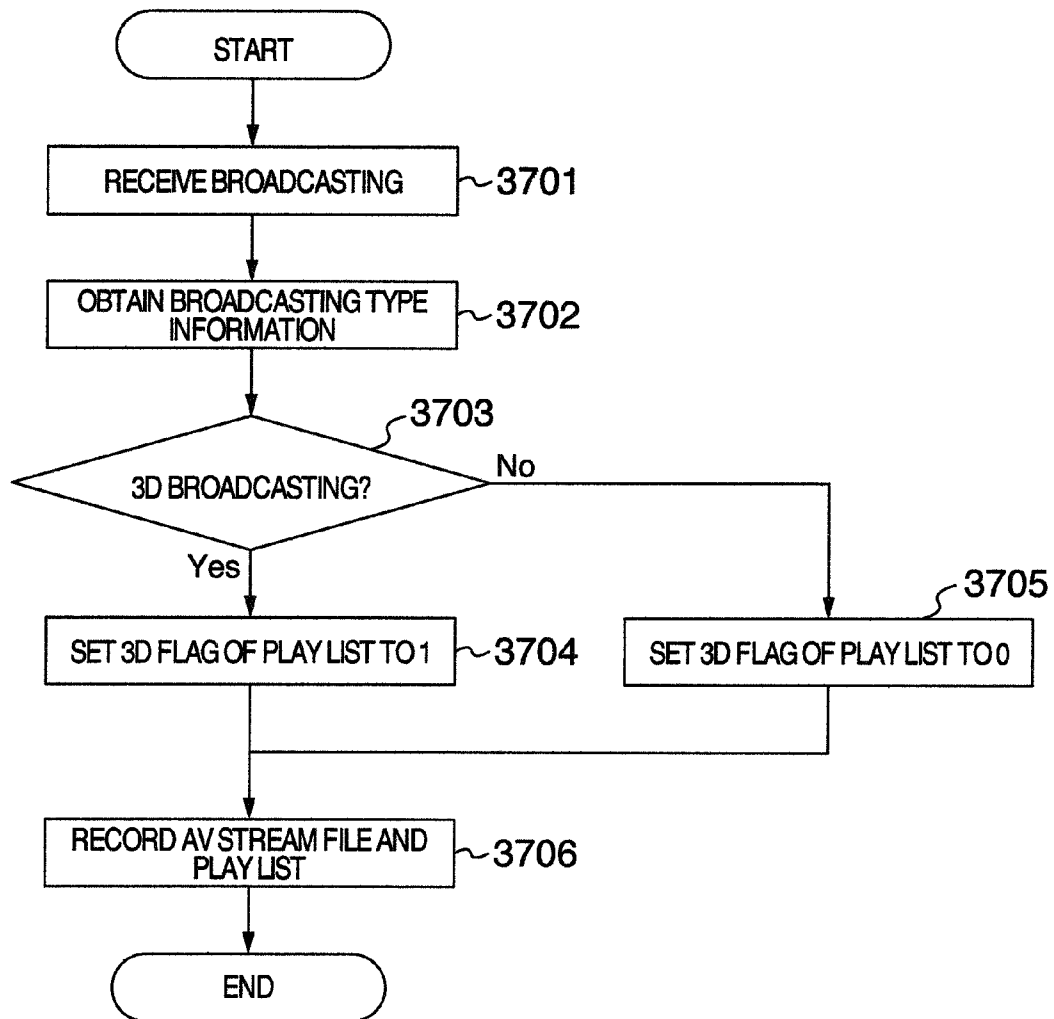 START
RECEIVE BROADCASTING
3701
OBTAIN BROADCASTING TYPE
INFORMATION
3702
3703
3D BROADCASTING?
No
Yes
3705
SET 3D FLAG OF PLAY LIST TO 1
3704
SET 3D FLAG OF PLAY LIST TO 0
RECORD AV STREAM FILE AND
PLAY LIST
3706
END